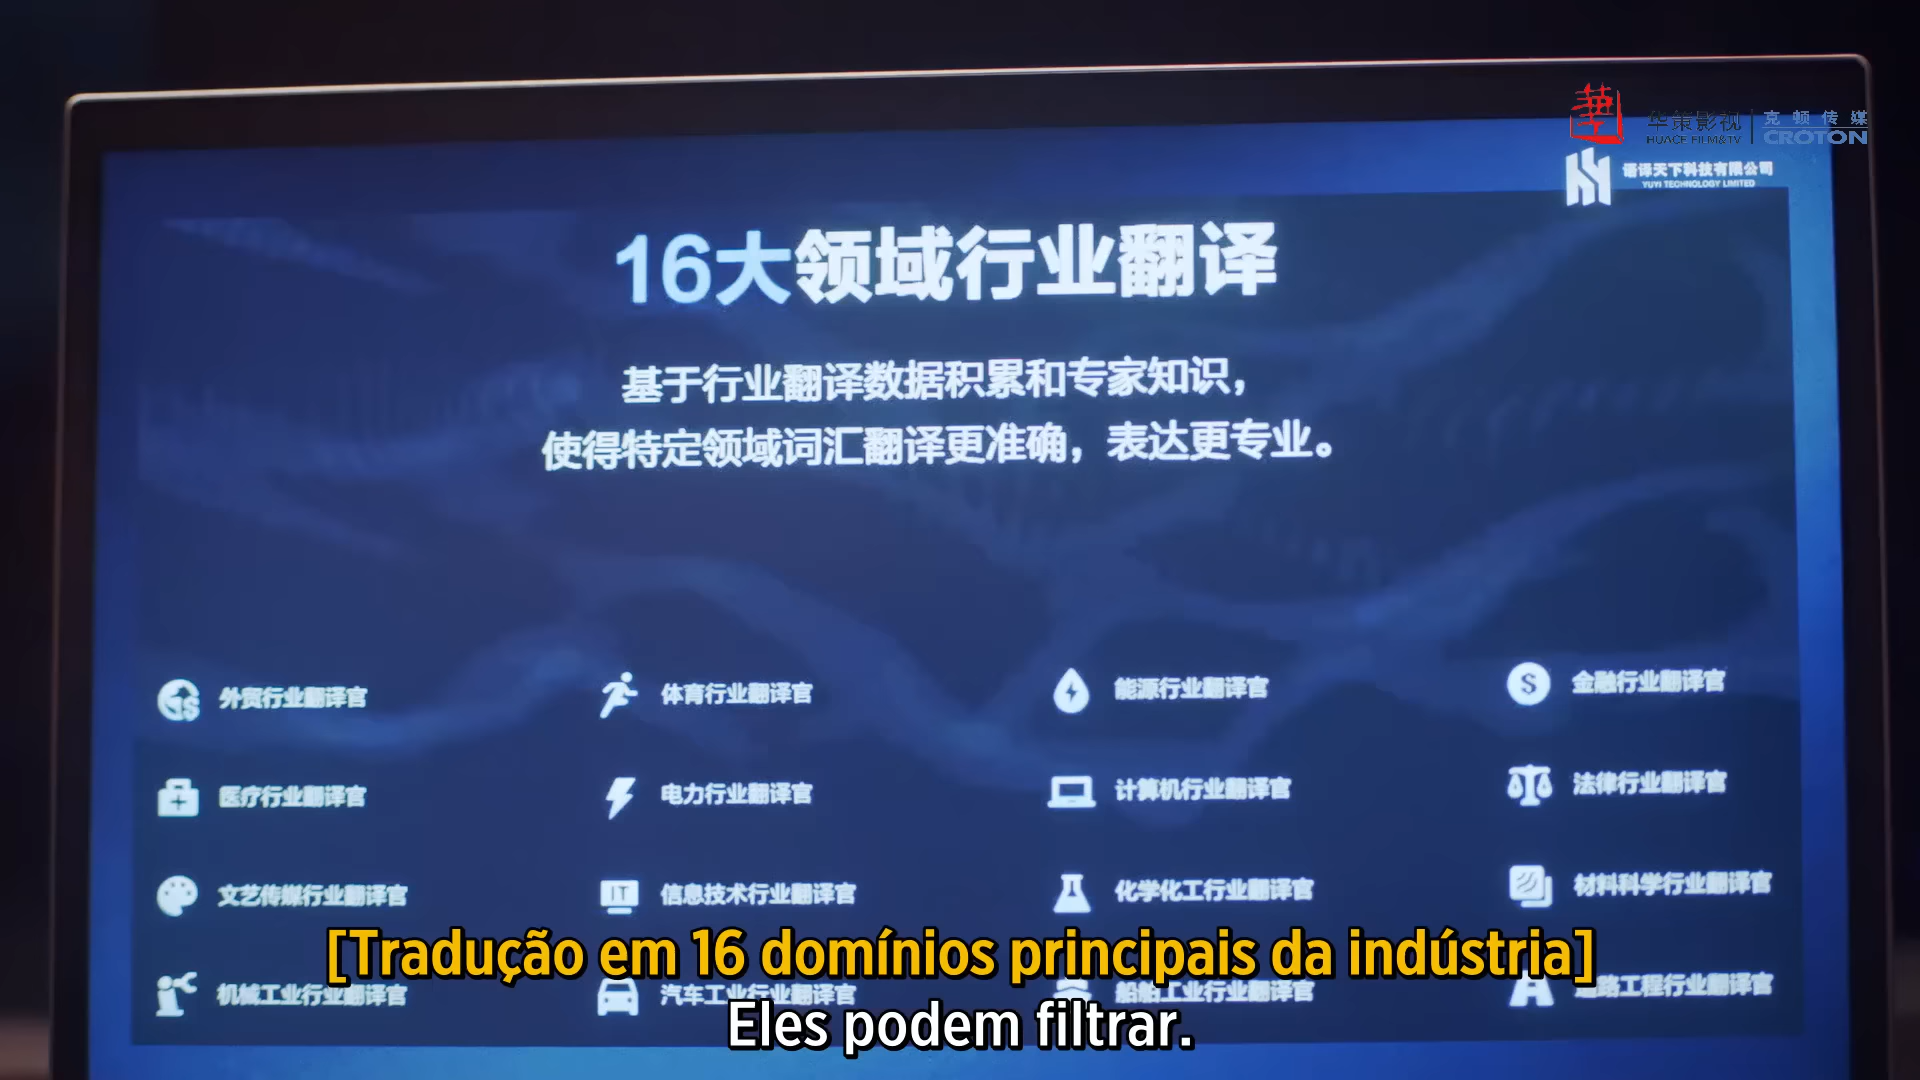 华策影视 克顿传媒
HUACE FILM&TV CROTON
语译天下科技有限公司
YUYI TECHNOLOGY LIMITED
16大领域行业翻译
基于行业翻译数据积累和专家知识，
使得特定领域词汇翻译更准确，表达更专业。
外贸行业翻译官 体育行业翻译官 能源行业翻译官 金融行业翻译官
医疗行业翻译官 电力行业翻译官 计算机行业翻译官 法律行业翻译官
文艺传媒行业翻译官 IT 信息技术行业翻译官 化学化工行业翻译官 材料科学行业翻译官
[Tradução em 16 domínios principais da indústria]
机械工业行业翻译官 汽车工业行业翻译官 船舶工业行业翻译官 道路工程行业翻译官
Eles podem filtrar.